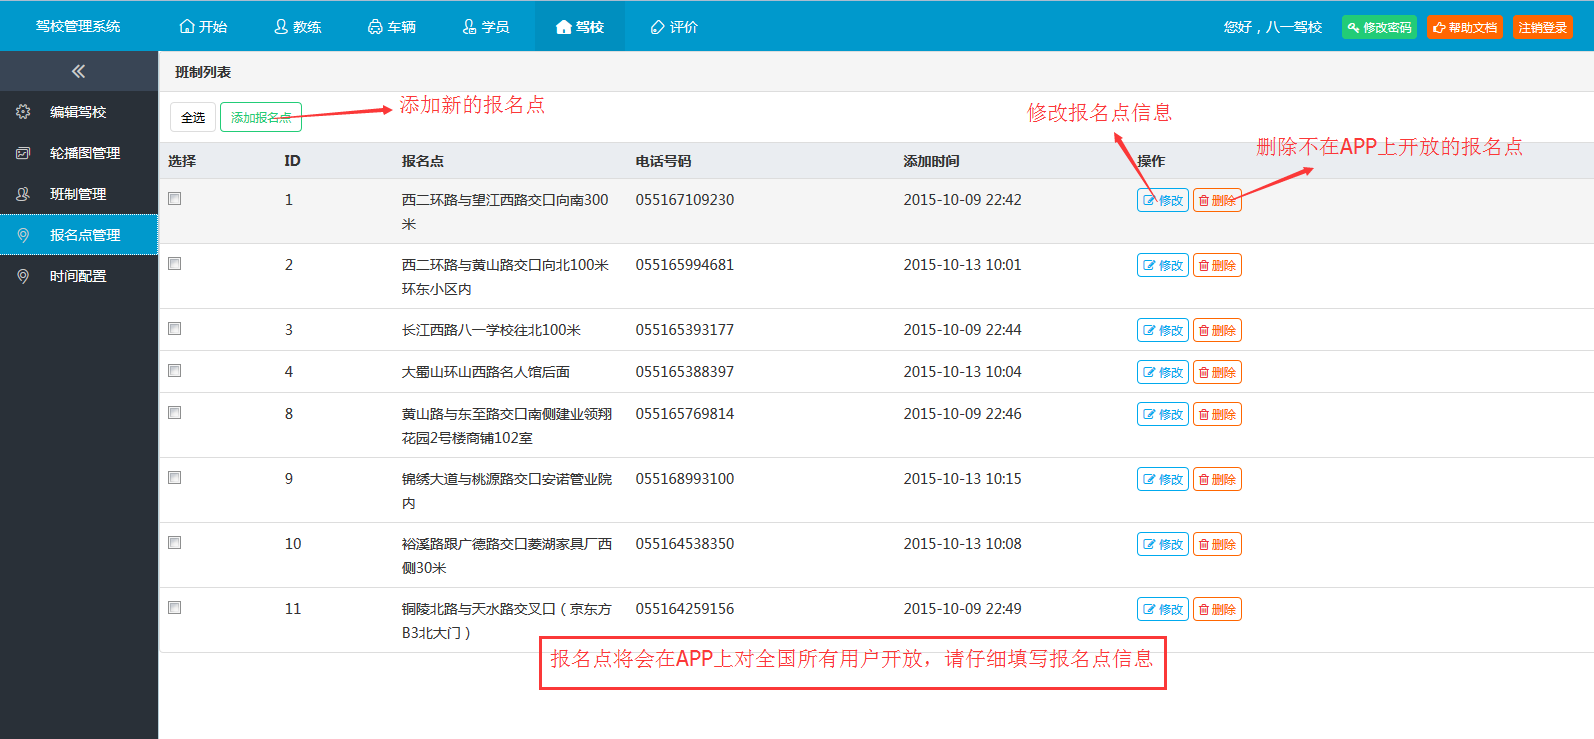 驾校管理系统 开始 教练 车辆 学员 驾校 评价 您好，八一驾校 修改密码 帮助文档 注销登录
编辑驾校
轮播图管理
班制管理
报名点管理
时间配置
班制列表
全选 添加报名点 添加新的报名点
修改报名点信息
删除不在APP上开放的报名点
选择 ID 报名点 电话号码 添加时间 操作
1 西二环路与望江西路交口向南300 055167109230 2015-10-09 22:42 修改 删除
米
2 西二环路与黄山路交口向北100米 055165994681 2015-10-13 10:01 修改 删除
环东小区内
3 长江西路八一学校往北100米 055165393177 2015-10-09 22:44 修改 删除
4 大蜀山环山西路名人馆后面 055165388397 2015-10-13 10:04 修改 删除
8 黄山路与东至路交口南侧建业领翔 055165769814 2015-10-09 22:46 修改 删除
花园2号楼商铺102室
9 锦绣大道与桃源路交口安诺管业院 055168993100 2015-10-13 10:15 修改 删除
内
10 裕溪路跟广德路交口菱湖家具厂西 055164538350 2015-10-13 10:08 修改 删除
侧30米
11 铜陵北路与天水路交叉口（京东方 055164259156 2015-10-09 22:49 修改 删除
B3北大门）
报名点将会在APP上对全国所有用户开放，请仔细填写报名点信息